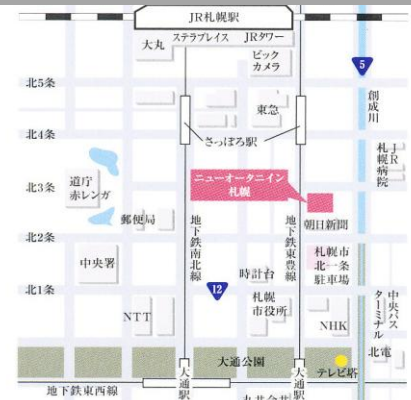 JR札幌駅
ステラプレイス
JRタワー
大丸
ビック
カメラ
5
北5条
創成川
東急
北4条
さっぽろ駅
JR
札幌病院
ニューオータニイン
札幌
北3条
道庁
赤レンガ
郵便局
地下鉄南北線
地下鉄東豊線
朝日新聞
北2条
中央署
時計台
札幌市
北一条
駐車場
北1条
12
中央バス
ターミナル
NTT
札幌
市役所
NHK
大通公園
北電
テレビ塔
大通駅
大通駅
地下鉄東西線
丸井今井